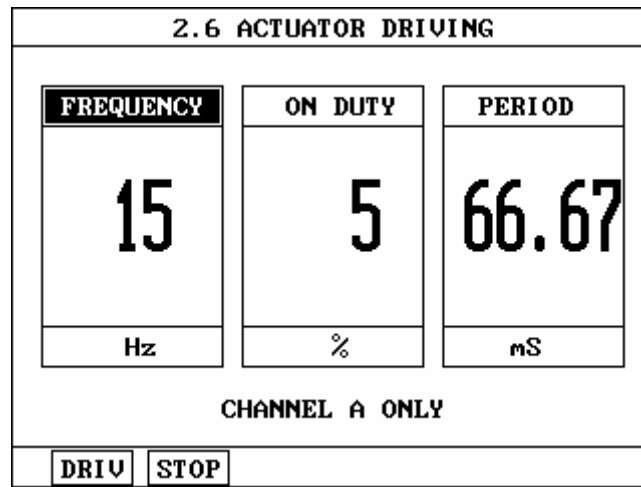 2.6 ACTUATOR DRIVING
FREQUENCY ON DUTY PERIOD
15 5 66.67
Hz % mS
CHANNEL A ONLY
DRIV STOP